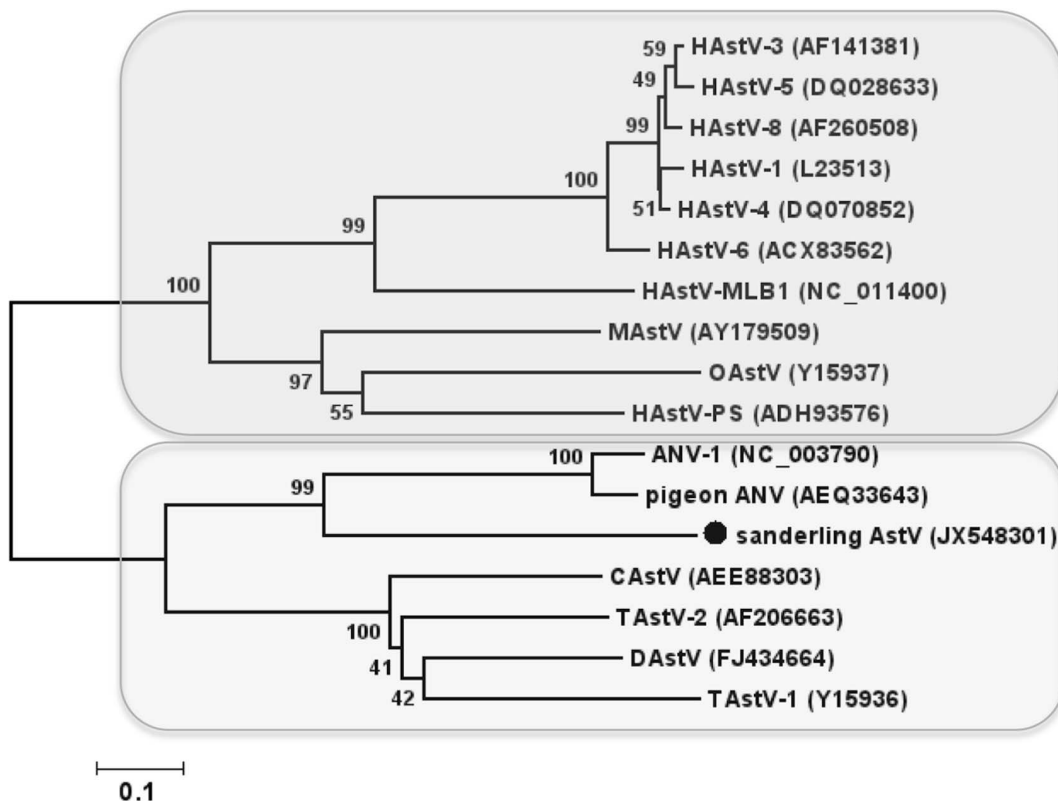 59
HAstV-3 (AF141381)
49
HAstV-5 (DQ028633)
HAstV-8 (AF260508)
99
HAstV-1 (L23513)
100
51
HAstV-4 (DQ070852)
99
HAstV-6 (ACX83562)
100
HAstV-MLB1 (NC_011400)
MAstV (AY179509)
97
OAstV (Y15937)
55
HAstV-PS (ADH93576)
100
ANV-1 (NC_003790)
99
pigeon ANV (AEQ33643)
sanderling AstV (JX548301)
CAstV (AEE88303)
100
TAstV-2 (AF206663)
41
DAstV (FJ434664)
42
TAstV-1 (Y15936)
0.1